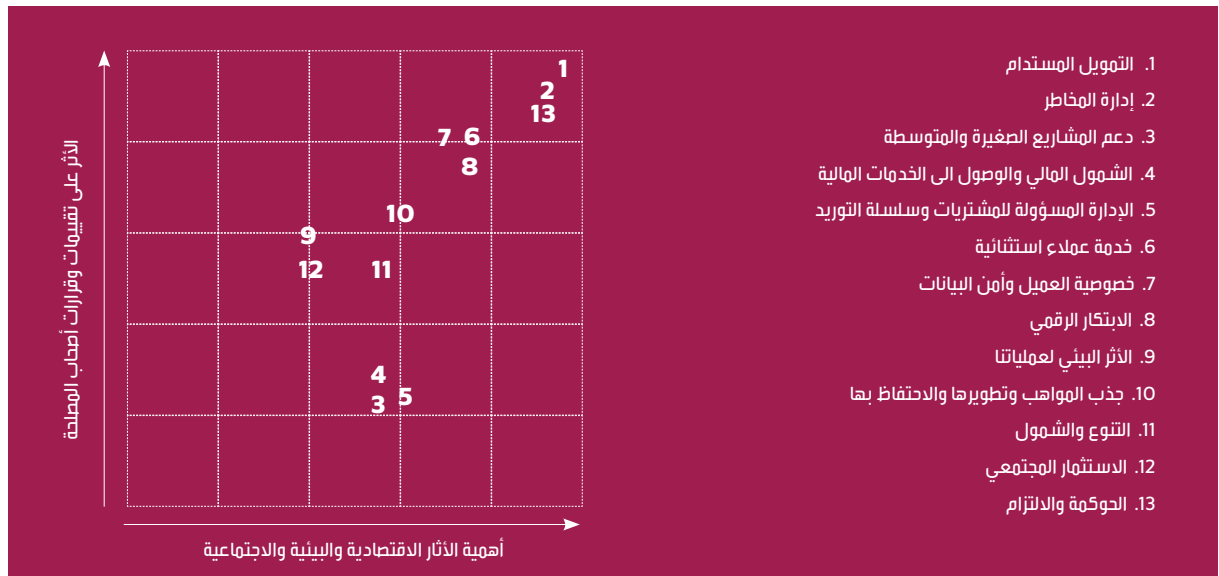 1. التمويل المستدام
2. إدارة المخاطر
3. دعم المشاريع الصغيرة والمتوسطة
4. الشمول المالي والوصول الى الخدمات المالية
5. الإدارة المسؤولة للمشتريات وسلسلة التوريد
6. خدمة عملاء استثنائية
7. خصوصية العميل وأمن البيانات
8. الابتكار الرقمي
9. الأثر البيئي لعملياتنا
10. جذب المواهب وتطويرها والاحتفاظ بها
11. التنوع والشمول
12. الاستثمار المجتمعي
13. الحوكمة والالتزام
1
2
13
7 6
8
10
9
12 11
4
5
3
الأثر على تقييمات وقرارات أصحاب المصلحة
أهمية الأثار الاقتصادية والبيئية والاجتماعية